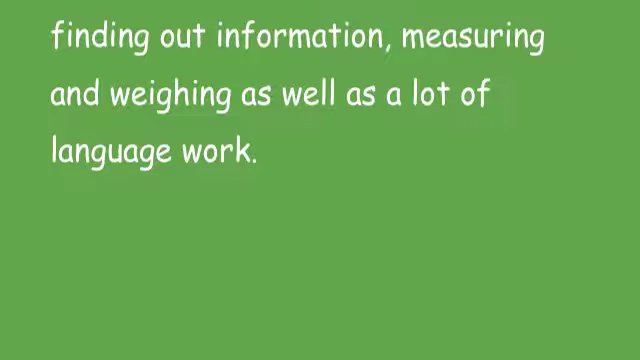 finding out information, measuring
and weighing as well as a lot of
language work.